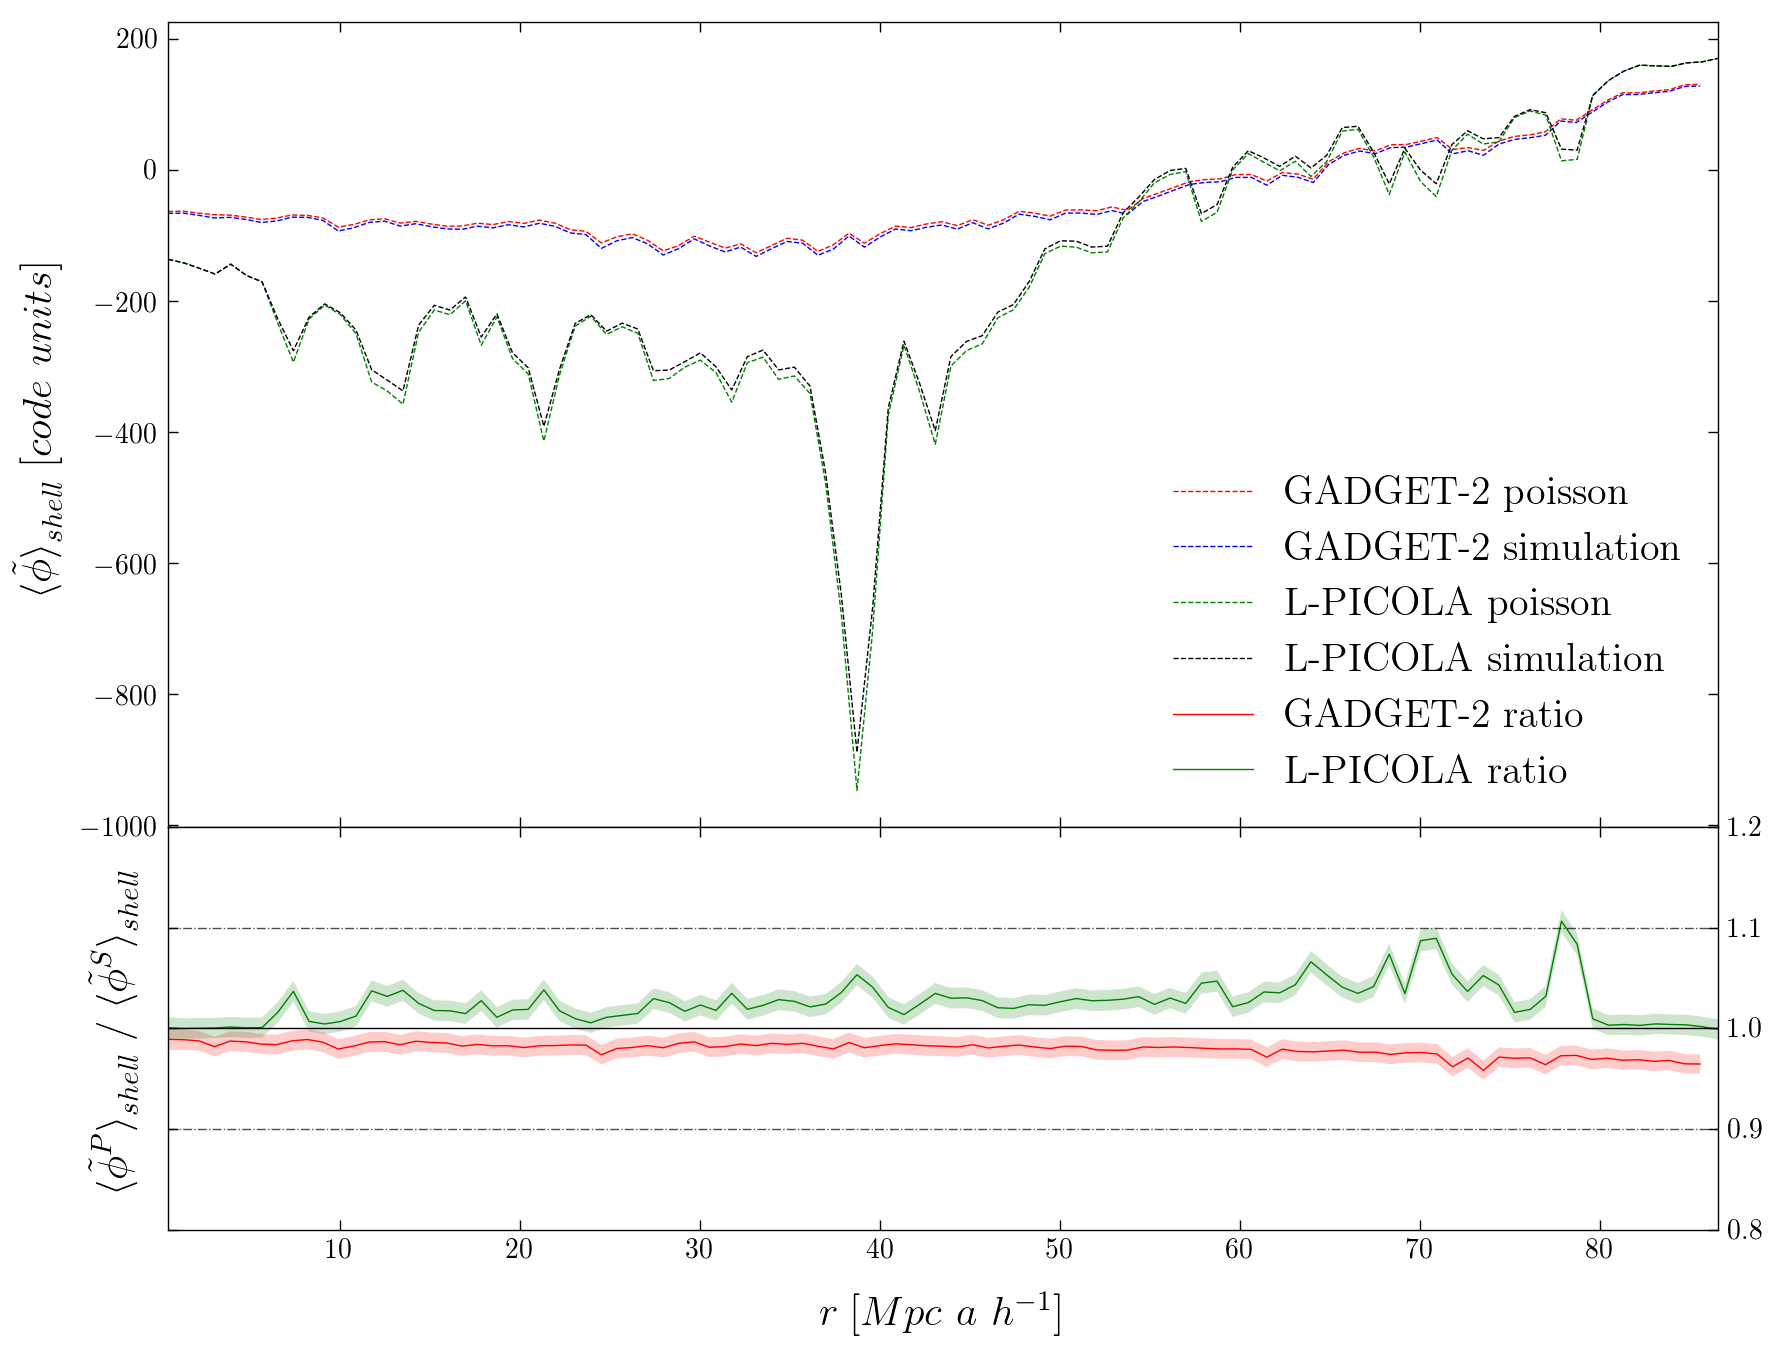 200
0
−200
−400
−600
−800
−1000
⟨ϕ̃⟩shell [code units]
GADGET-2 poisson
GADGET-2 simulation
L-PICOLA poisson
L-PICOLA simulation
GADGET-2 ratio
L-PICOLA ratio
1.2
1.1
1.0
0.9
0.8
⟨ϕ̃^P⟩shell / ⟨ϕ̃^S⟩shell
10 20 30 40 50 60 70 80
r [Mpc a h⁻¹]